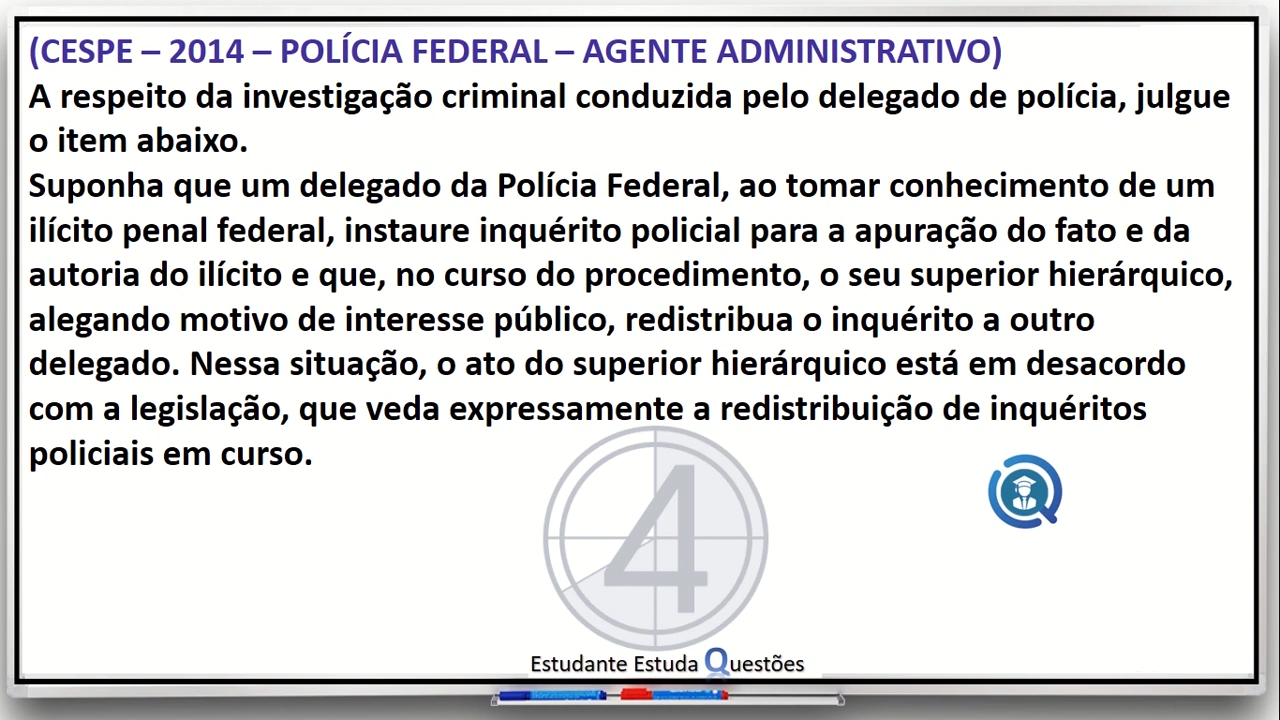 (CESPE – 2014 – POLÍCIA FEDERAL – AGENTE ADMINISTRATIVO)
A respeito da investigação criminal conduzida pelo delegado de polícia, julgue
o item abaixo.
Suponha que um delegado da Polícia Federal, ao tomar conhecimento de um
ilícito penal federal, instaure inquérito policial para a apuração do fato e da
autoria do ilícito e que, no curso do procedimento, o seu superior hierárquico,
alegando motivo de interesse público, redistribua o inquérito a outro
delegado. Nessa situação, o ato do superior hierárquico está em desacordo
com a legislação, que veda expressamente a redistribuição de inquéritos
policiais em curso.
4
Estudante Estuda Questões